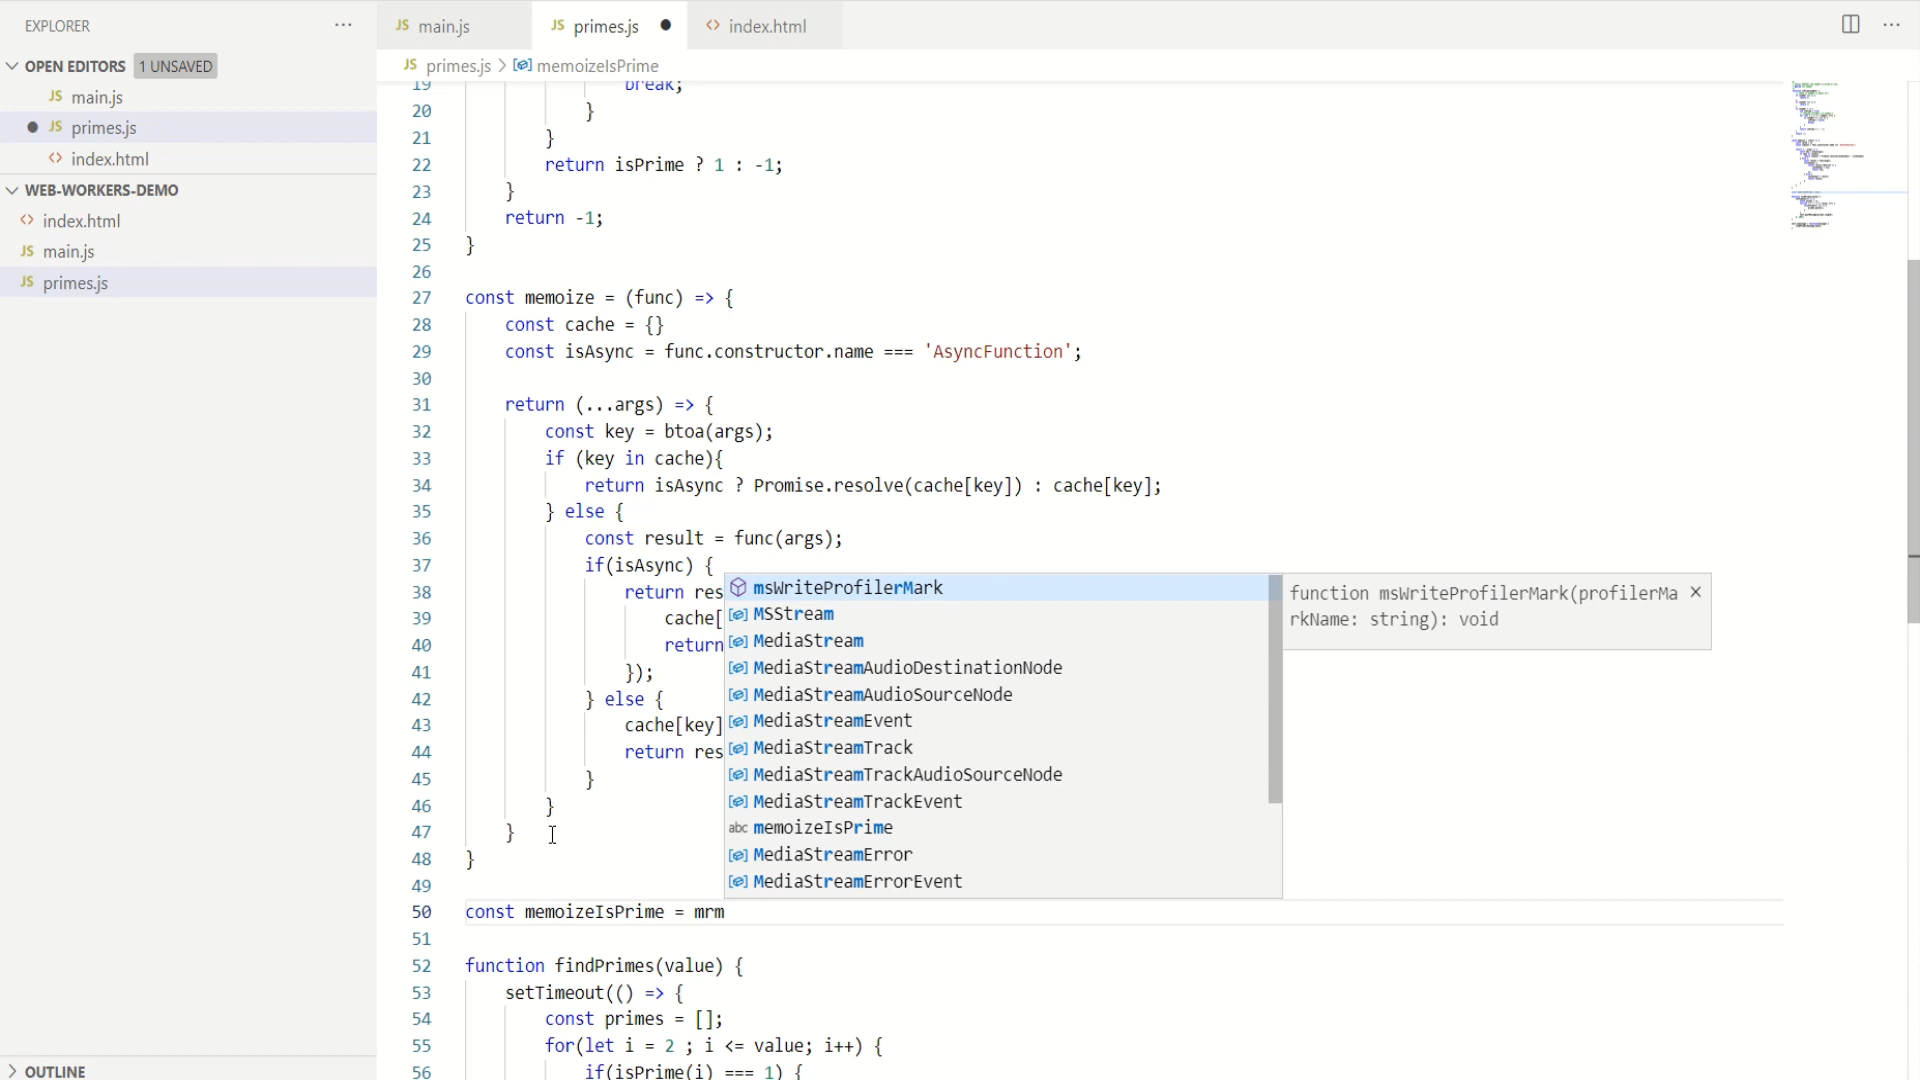 EXPLORER ···
OPEN EDITORS 1 UNSAVED
JS main.js
JS primes.js
<> index.html
WEB-WORKERS-DEMO
<> index.html
JS main.js
JS primes.js
OUTLINE
JS main.js JS primes.js <> index.html ···
JS primes.js > memoizeIsPrime
19 break;
20 }
21 }
22 return isPrime ? 1 : -1;
23 }
24 return -1;
25 }
26
27 const memoize = (func) => {
28 const cache = {}
29 const isAsync = func.constructor.name === 'AsyncFunction';
30
31 return (...args) => {
32 const key = btoa(args);
33 if (key in cache){
34 return isAsync ? Promise.resolve(cache[key]) : cache[key];
35 } else {
36 const result = func(args);
37 if(isAsync) {
38 return res
39 cache[
40 return
41 });
42 } else {
43 cache[key]
44 return res
45 }
46 }
47 }
48 }
49
50 const memoizeIsPrime = mrm
51
52 function findPrimes(value) {
53 setTimeout(() => {
54 const primes = [];
55 for(let i = 2 ; i <= value; i++) {
56 if(isPrime(i) === 1) {
msWriteProfilerMark
MSStream
MediaStream
MediaStreamAudioDestinationNode
MediaStreamAudioSourceNode
MediaStreamEvent
MediaStreamTrack
MediaStreamTrackAudioSourceNode
MediaStreamTrackEvent
abc memoizeIsPrime
MediaStreamError
MediaStreamErrorEvent
function msWriteProfilerMark(profilerMa
rkName: string): void